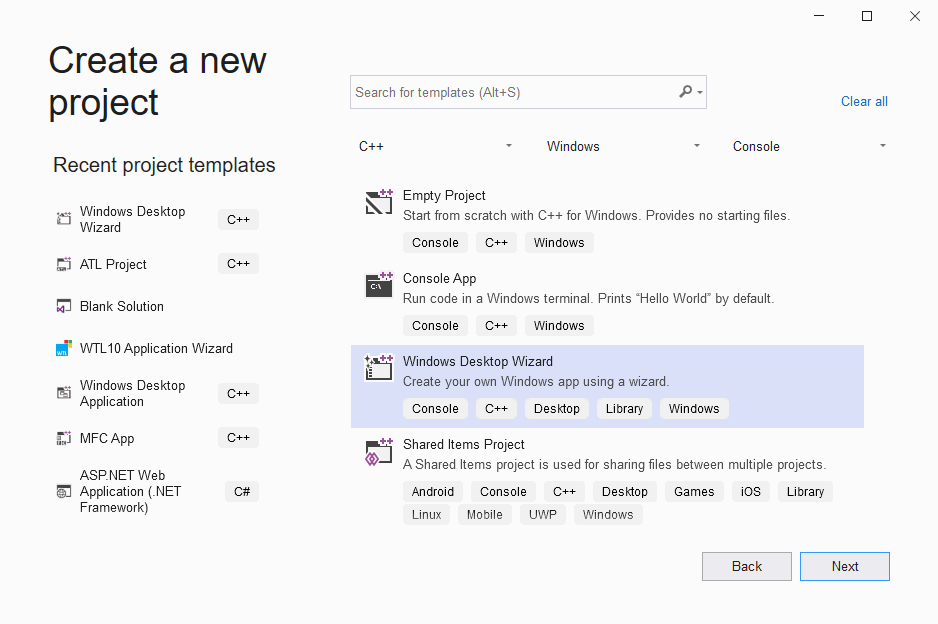 Create a new
project
Search for templates (Alt+S)
Clear all
C++
Windows
Console
Recent project templates
Windows Desktop
Wizard
C++
ATL Project
C++
Blank Solution
WTL10 Application Wizard
Windows Desktop
Application
C++
MFC App
C++
ASP.NET Web
Application (.NET
Framework)
C#
Empty Project
Start from scratch with C++ for Windows. Provides no starting files.
Console C++ Windows
Console App
Run code in a Windows terminal. Prints “Hello World” by default.
Console C++ Windows
Windows Desktop Wizard
Create your own Windows app using a wizard.
Console C++ Desktop Library Windows
Shared Items Project
A Shared Items project is used for sharing files between multiple projects.
Android Console C++ Desktop Games iOS Library
Linux Mobile UWP Windows
Back
Next